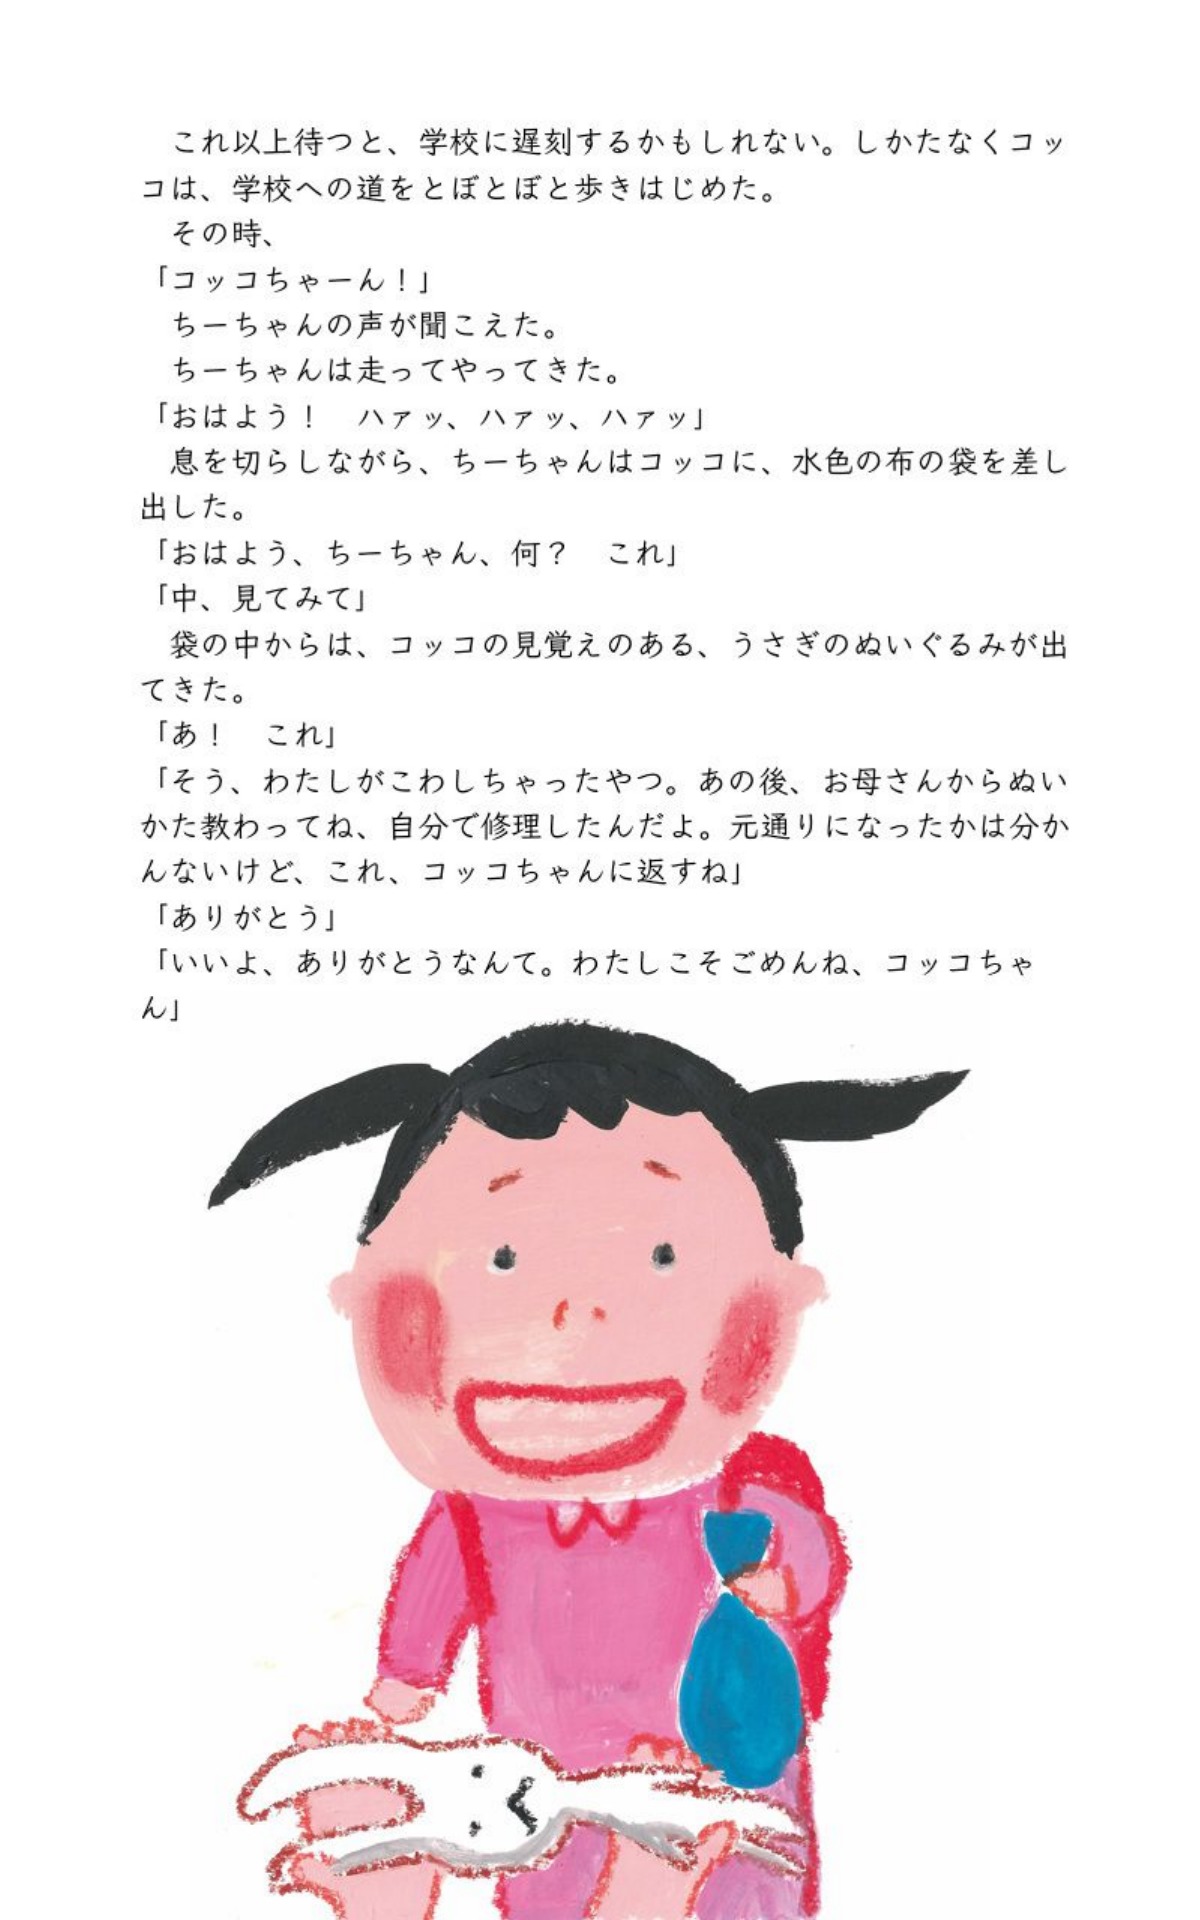 これ以上待つと、学校に遅刻するかもしれない。しかたなくコッ
コは、学校への道をとぼとぼと歩きはじめた。
　その時、
「コッコちゃーん！」
　ちーちゃんの声が聞こえた。
　ちーちゃんは走ってやってきた。
「おはよう！　ハァッ、ハァッ、ハァッ」
　息を切らしながら、ちーちゃんはコッコに、水色の布の袋を差し
出した。
「おはよう、ちーちゃん、何？　これ」
「中、見てみて」
　袋の中からは、コッコの見覚えのある、うさぎのぬいぐるみが出
てきた。
「あ！　これ」
「そう、わたしがこわしちゃったやつ。あの後、お母さんからぬい
かた教わってね、自分で修理したんだよ。元通りになったかは分か
んないけど、これ、コッコちゃんに返すね」
「ありがとう」
「いいよ、ありがとうなんて。わたしこそごめんね、コッコちゃ
ん」